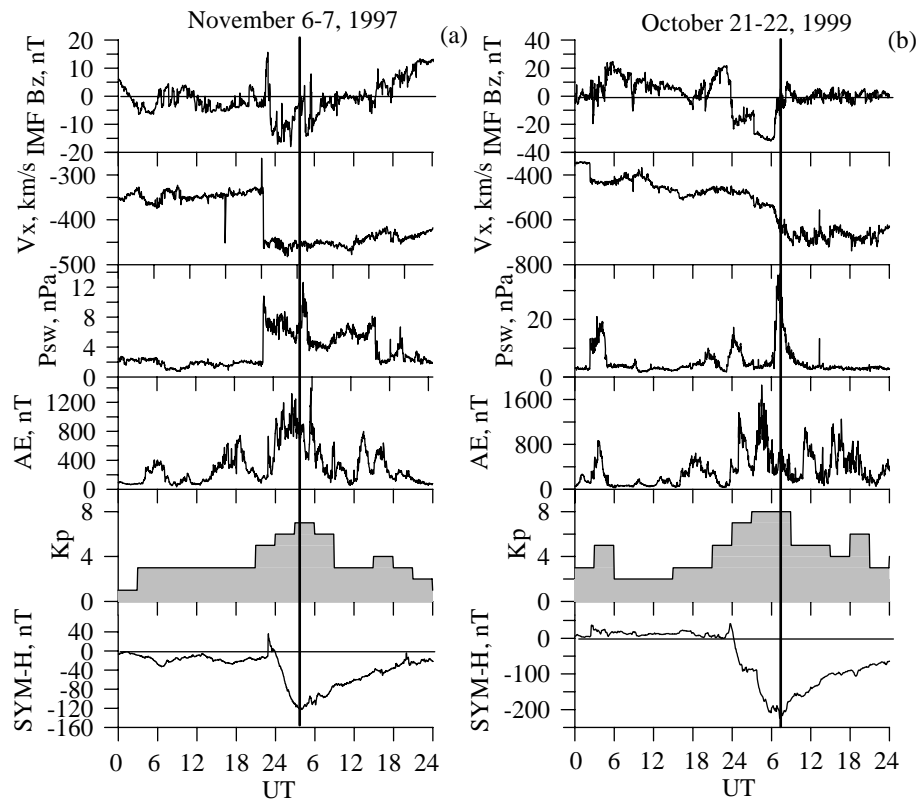 November 6-7, 1997
(a)
20
10
0
-10
20
IMF Bz, nT
-300
-400
-500
Vx, km/s
12
8
4
0
Psw, nPa
1200
800
400
0
AE, nT
8
4
0
Kp
40
0
-40
-80
-120
-160
SYM-H, nT
0 6 12 18 24 6 12 18 24
UT
October 21-22, 1999
(b)
40
20
0
-20
-40
IMF Bz, nT
-400
-600
-800
Vx, km/s
20
0
Psw, nPa
1600
800
0
AE, nT
8
4
0
Kp
0
-100
-200
SYM-H, nT
0 6 12 18 24 6 12 18 24
UT